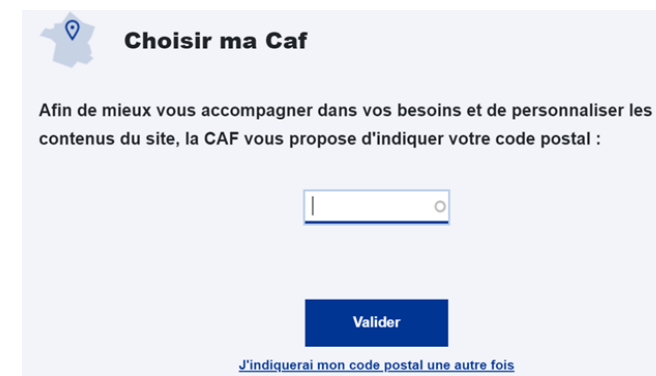 Choisir ma Caf
Afin de mieux vous accompagner dans vos besoins et de personnaliser les
contenus du site, la CAF vous propose d'indiquer votre code postal :
Valider
J'indiquerai mon code postal une autre fois